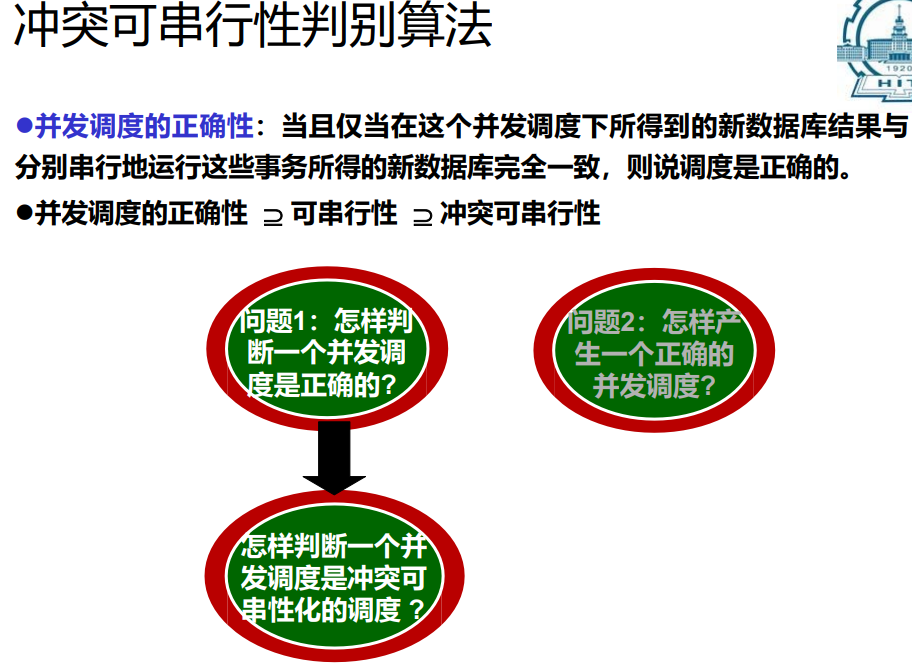 冲突可串行性判别算法
1920
HIT
●并发调度的正确性：当且仅当在这个并发调度下所得到的新数据库结果与
分别串行地运行这些事务所得的新数据库完全一致，则说调度是正确的。
●并发调度的正确性 ⊇ 可串行性 ⊇ 冲突可串行性
问题1：怎样判
断一个并发调
度是正确的?
问题2：怎样产
生一个正确的
并发调度?
怎样判断一个并
发调度是冲突可
串性化的调度 ?